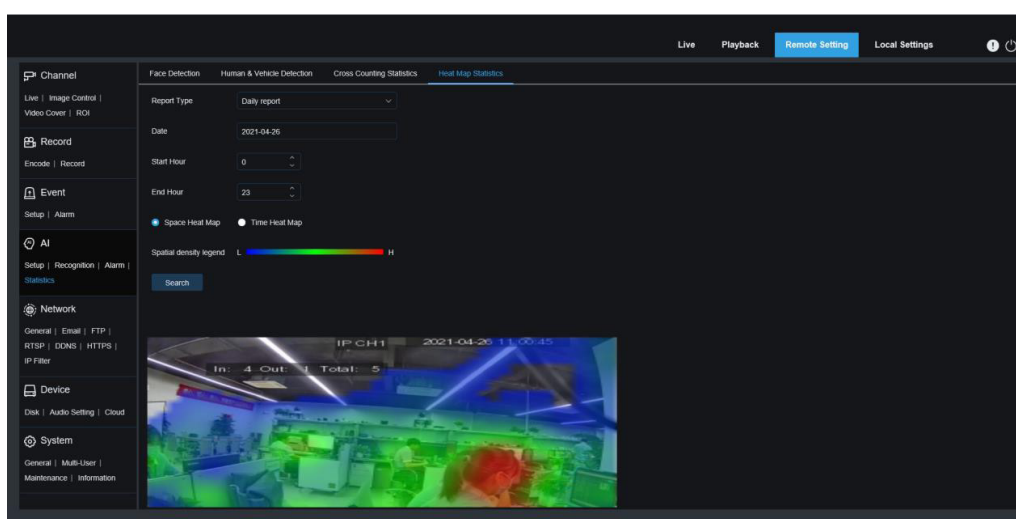 Live Playback Remote Setting Local Settings
Channel
Live | Image Control |
Video Cover | ROI
Record
Encode | Record
Event
Setup | Alarm
AI
Setup | Recognition | Alarm |
Statistics
Network
General | Email | FTP |
RTSP | DDNS | HTTPS |
IP Filter
Device
Disk | Audio Setting | Cloud
System
General | Multi-User |
Maintenance | Information
Face Detection Human & Vehicle Detection Cross Counting Statistics Heat Map Statistics
Report Type Daily report
Date 2021-04-26
Start Hour 0
End Hour 23
Space Heat Map Time Heat Map
Spatial density legend L H
Search
IP CH1 2021-04-26 11:00:45
In: 4 Out: 1 Total: 5